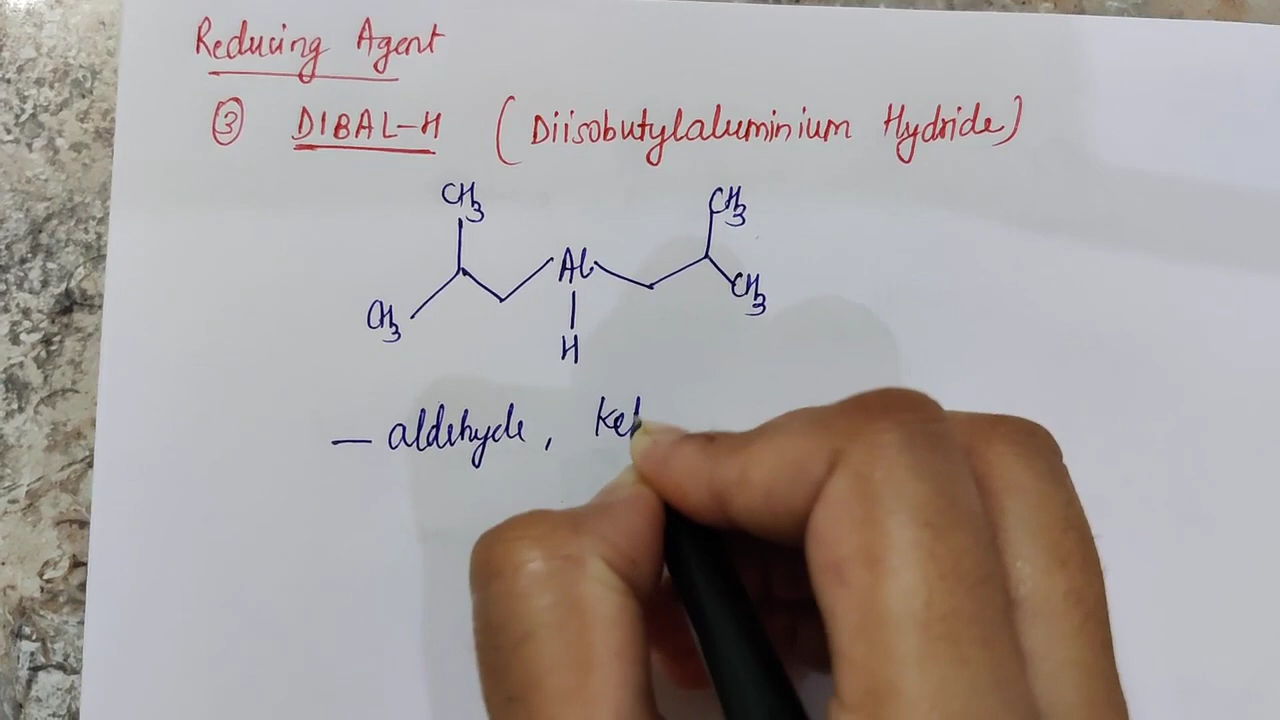 Reducing Agent
③ DIBAL-H (Diisobutylaluminium Hydride)
CH3 CH3
Al
CH3 CH3
H
— aldehyde, Ket